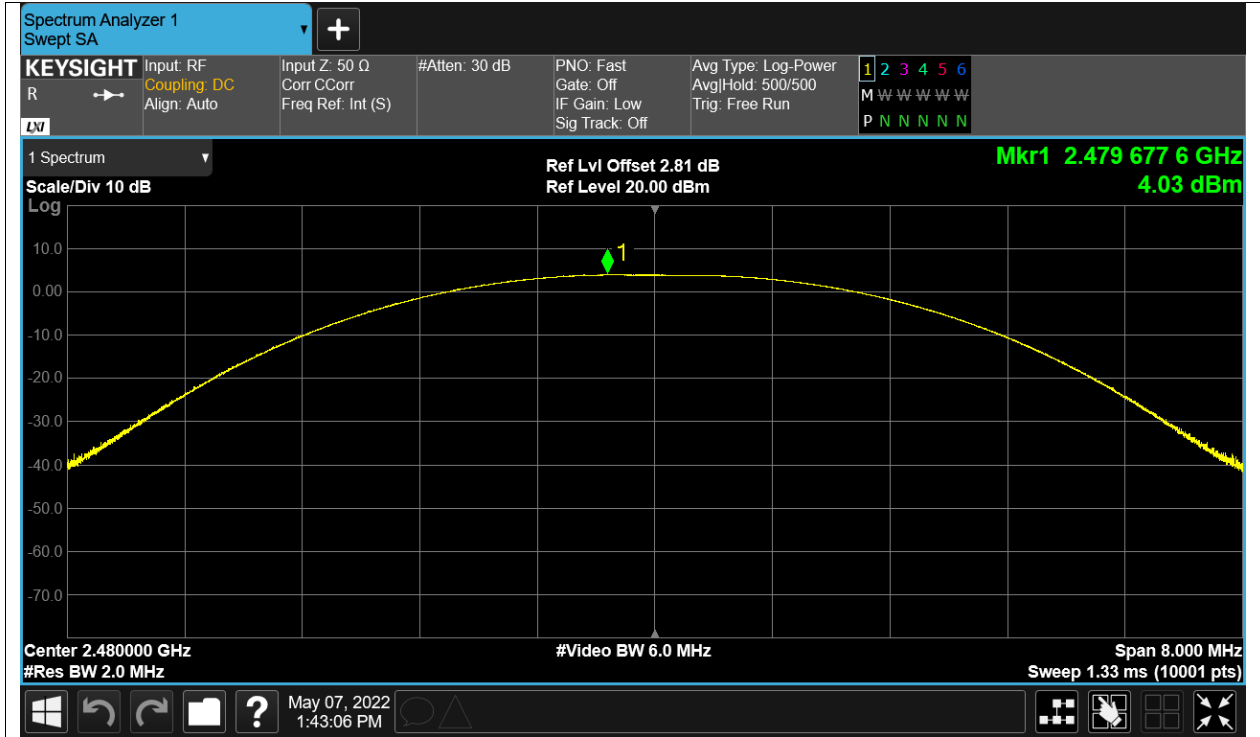 Spectrum Analyzer 1
Swept SA
+
KEYSIGHT
R
LXI
Input: RF
Coupling: DC
Align: Auto
Input Z: 50 Ω
Corr CCorr
Freq Ref: Int (S)
#Atten: 30 dB
PNO: Fast
Gate: Off
IF Gain: Low
Sig Track: Off
Avg Type: Log-Power
Avg|Hold: 500/500
Trig: Free Run
1 2 3 4 5 6
M W W W W W
P N N N N N
1 Spectrum
Scale/Div 10 dB
Log
Ref Lvl Offset 2.81 dB
Ref Level 20.00 dBm
Mkr1 2.479 677 6 GHz
4.03 dBm
1
10.0
0.00
-10.0
-20.0
-30.0
-40.0
-50.0
-60.0
-70.0
Center 2.480000 GHz
#Res BW 2.0 MHz
#Video BW 6.0 MHz
Span 8.000 MHz
Sweep 1.33 ms (10001 pts)
?
May 07, 2022
1:43:06 PM